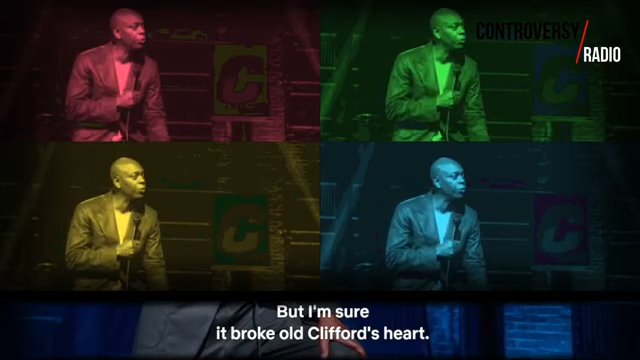 CONTROVERSY
RADIO
C
C
C
C
But I'm sure
it broke old Clifford's heart.